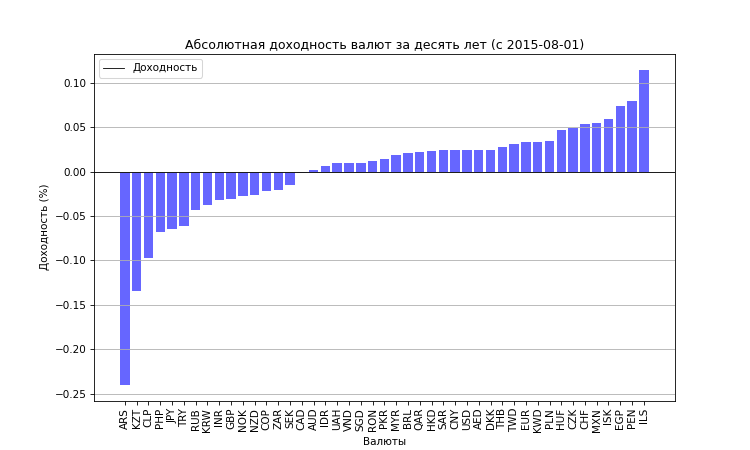 Абсолютная доходность валют за десять лет (с 2015-08-01)
Доходность
0.10
0.05
0.00
−0.05
−0.10
−0.15
−0.20
−0.25
Доходность (%)
ARS
KZT
CLP
PHP
JPY
TRY
RUB
KRW
INR
GBP
NOK
NZD
COP
ZAR
SEK
CAD
AUD
IDR
UAH
VND
SGD
RON
PKR
MYR
BRL
QAR
HKD
SAR
CNY
USD
AED
DKK
THB
TWD
EUR
KWD
PLN
HUF
CZK
CHF
MXN
ISK
EGP
PEN
ILS
Валюты